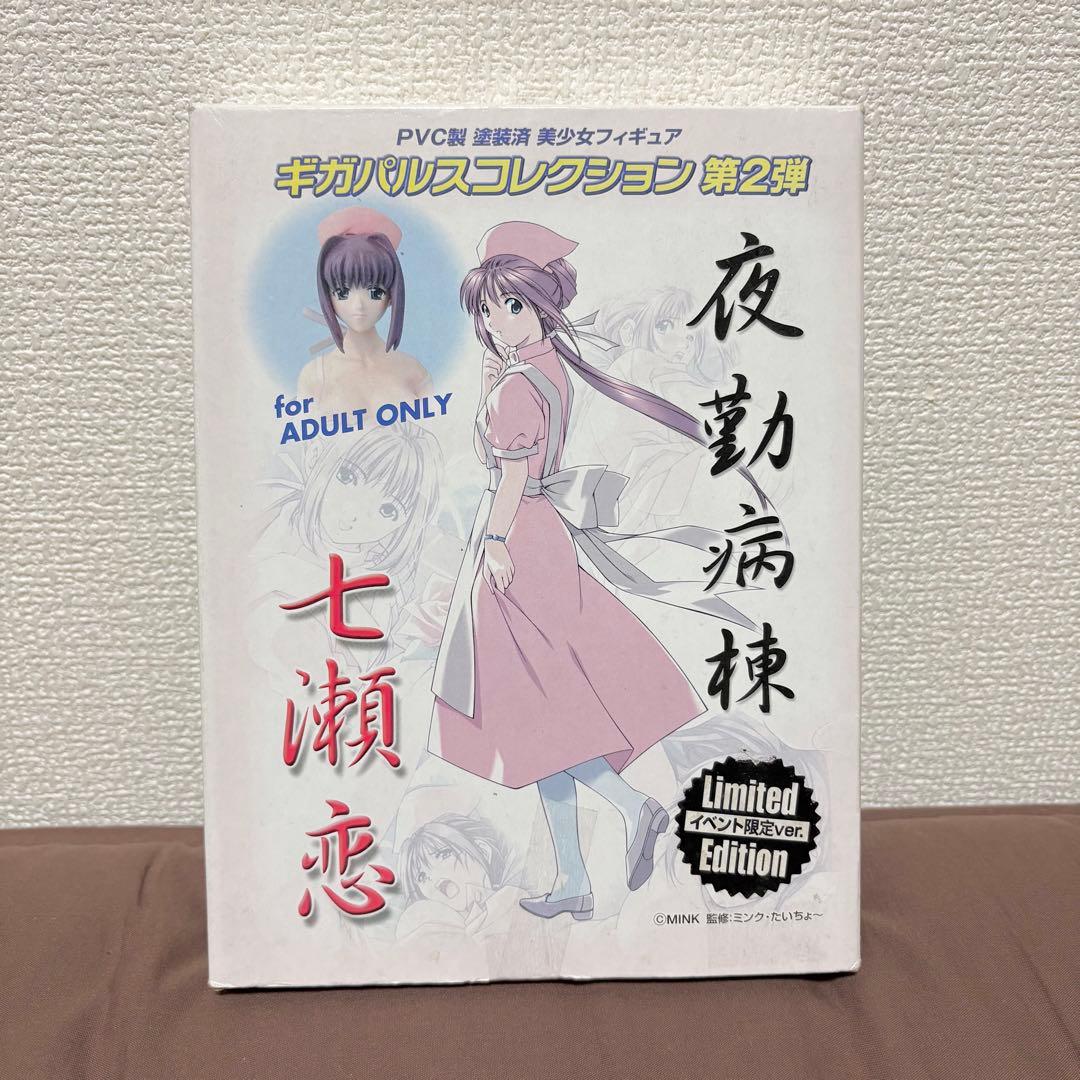 PVC製 塗装済 美少女フィギュア
ギガパルスコレクション 第2弾
夜勤病棟
for
ADULT ONLY
七瀬恋
Limited
イベント限定ver.
Edition
©MINK 監修:ミンク・たいちょ〜